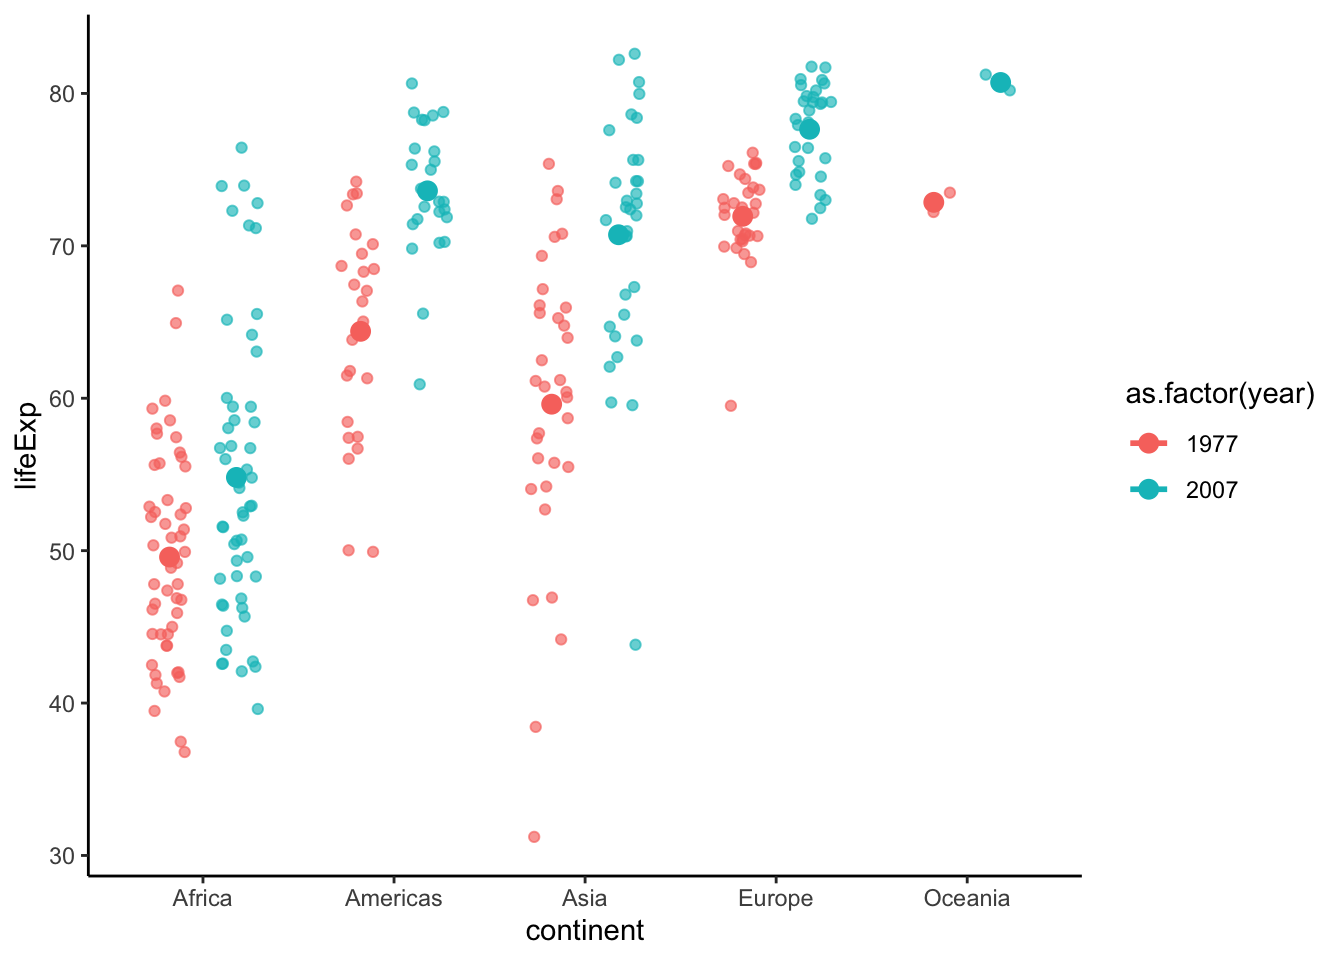 80
70
60
50
40
30
lifeExp
Africa
Americas
Asia
Europe
Oceania
continent
as.factor(year)
1977
2007